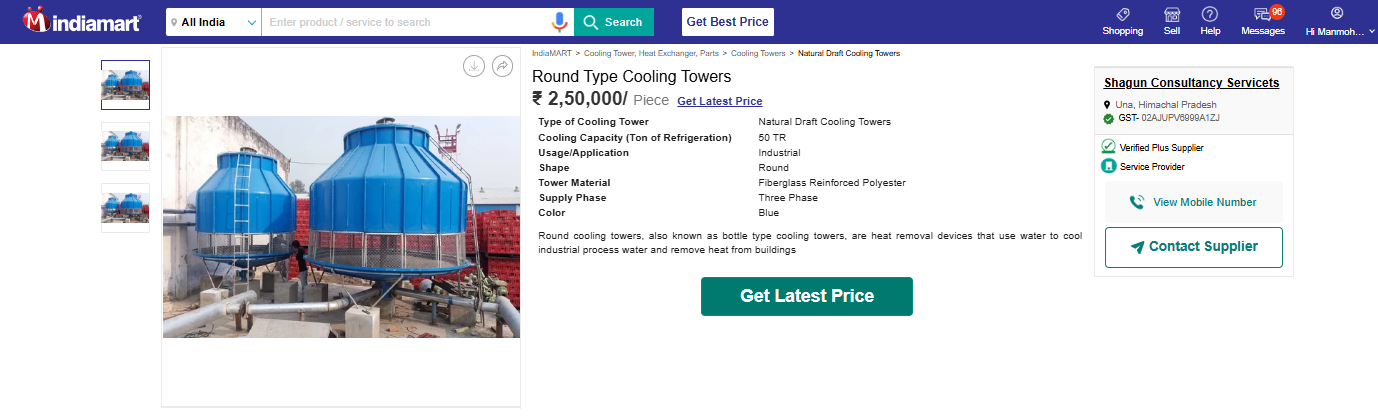 indiamart
All India
Enter product / service to search
Search
Get Best Price
Shopping
Sell
Help
96
Messages
Hi Manmoh...
IndiaMART > Cooling Tower, Heat Exchanger, Parts > Cooling Towers > Natural Draft Cooling Towers
Round Type Cooling Towers
₹ 2,50,000/ Piece Get Latest Price
Type of Cooling Tower Natural Draft Cooling Towers
Cooling Capacity (Ton of Refrigeration) 50 TR
Usage/Application Industrial
Shape Round
Tower Material Fiberglass Reinforced Polyester
Supply Phase Three Phase
Color Blue
Round cooling towers, also known as bottle type cooling towers, are heat removal devices that use water to cool
industrial process water and remove heat from buildings
Get Latest Price
Shagun Consultancy Servicets
Una, Himachal Pradesh
GST- 02AJUPV6999A1ZJ
Verified Plus Supplier
Service Provider
View Mobile Number
Contact Supplier